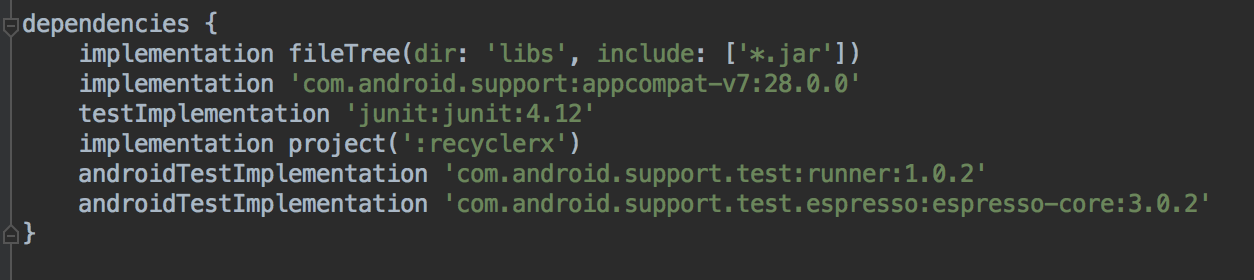 dependencies {
    implementation fileTree(dir: 'libs', include: ['*.jar'])
    implementation 'com.android.support:appcompat-v7:28.0.0'
    testImplementation 'junit:junit:4.12'
    implementation project(':recyclerx')
    androidTestImplementation 'com.android.support.test:runner:1.0.2'
    androidTestImplementation 'com.android.support.test.espresso:espresso-core:3.0.2'
}